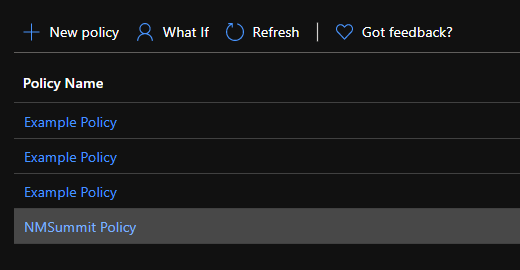 New policy What If Refresh | Got feedback?
Policy Name
Example Policy
Example Policy
Example Policy
NMSummit Policy